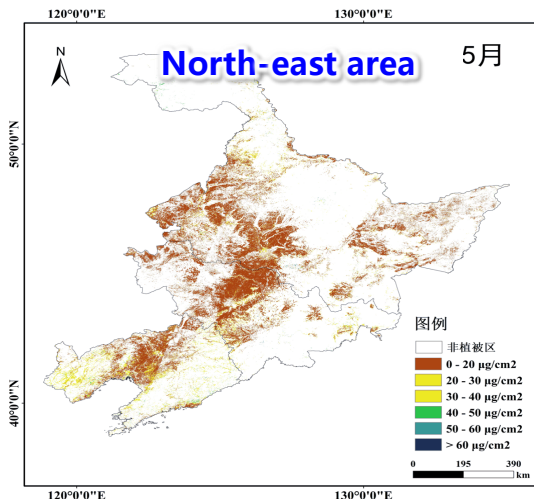 120°0'0"E 130°0'0"E
N
North-east area 5月
50°0'0"N
40°0'0"N
图例
非植被区
0 - 20 μg/cm2
20 - 30 μg/cm2
30 - 40 μg/cm2
40 - 50 μg/cm2
50 - 60 μg/cm2
> 60 μg/cm2
0 195 390
km
120°0'0"E 130°0'0"E